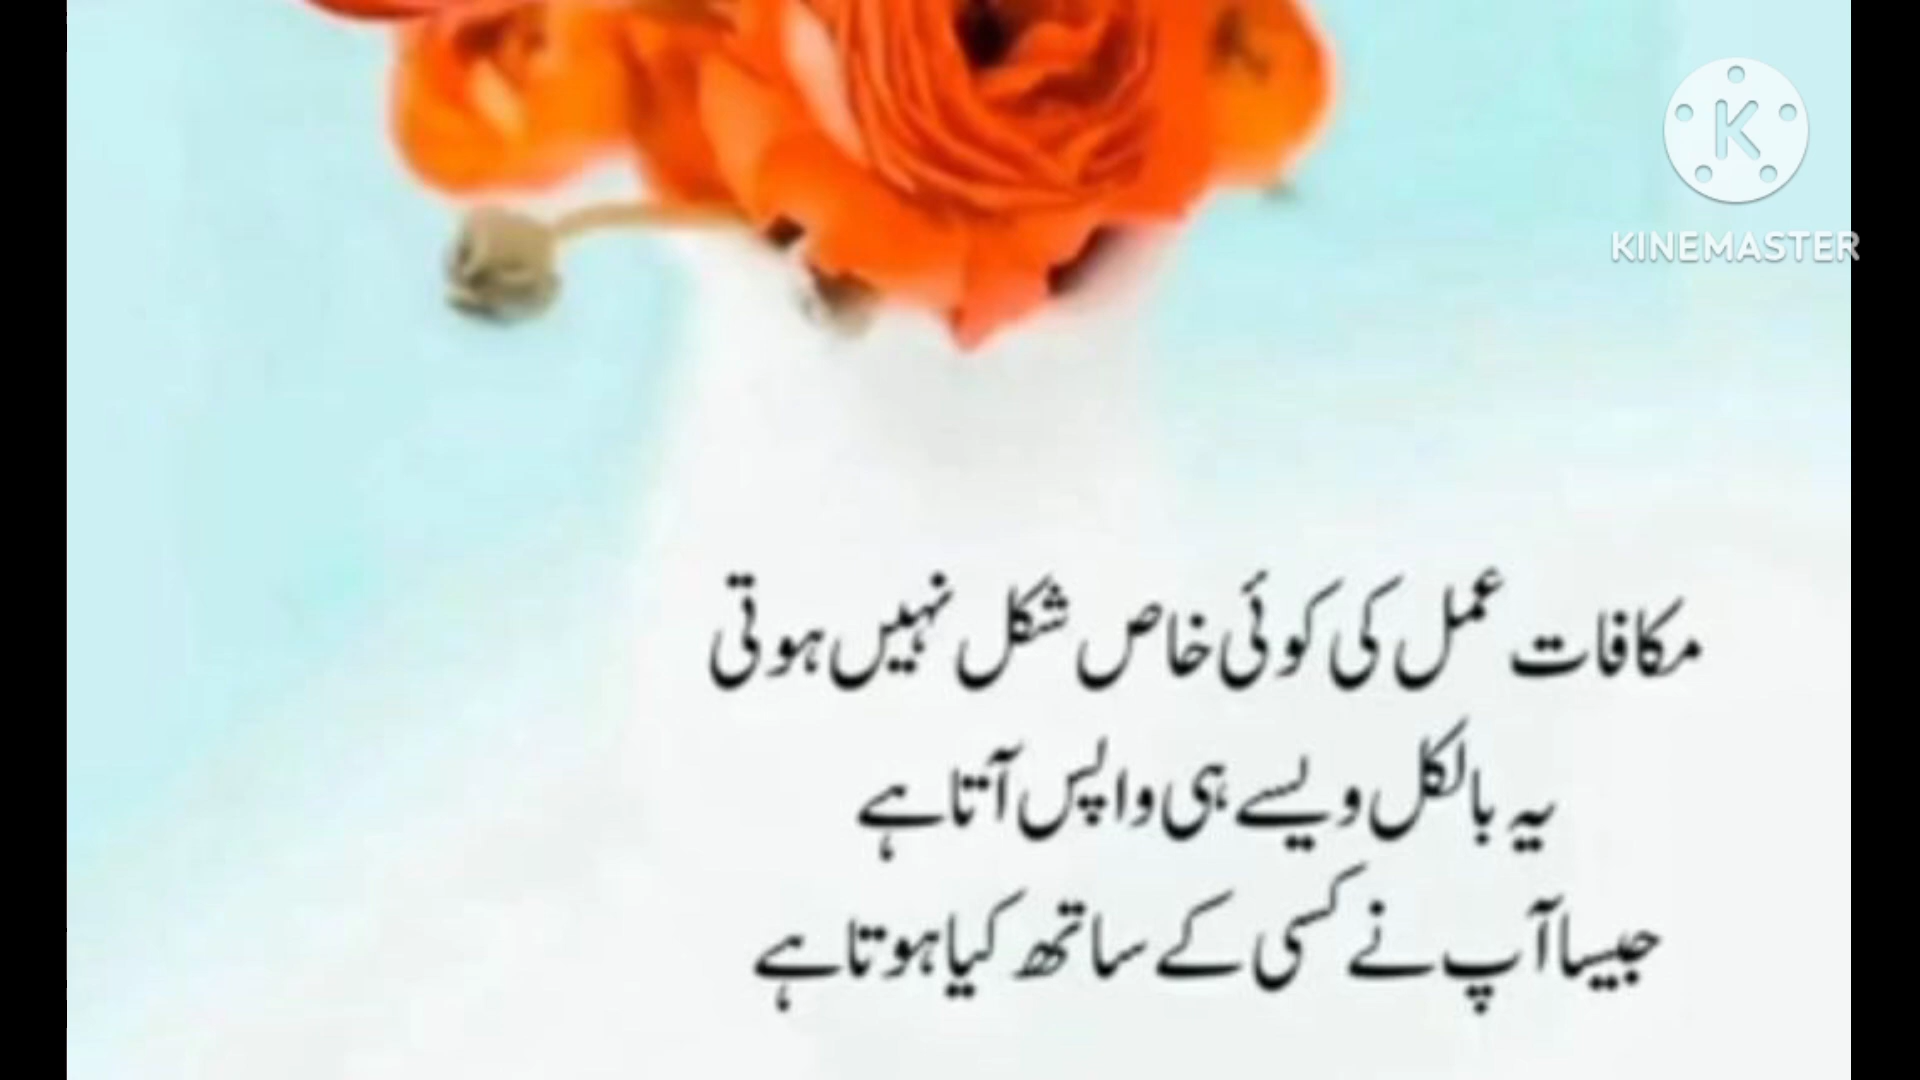 KINEMASTER
مکافات عمل کی کوئی خاص شکل نہیں ہوتی
یہ بالکل ویسے ہی واپس آتا ہے
جیسا آپ نے کسی کے ساتھ کیا ہوتا ہے